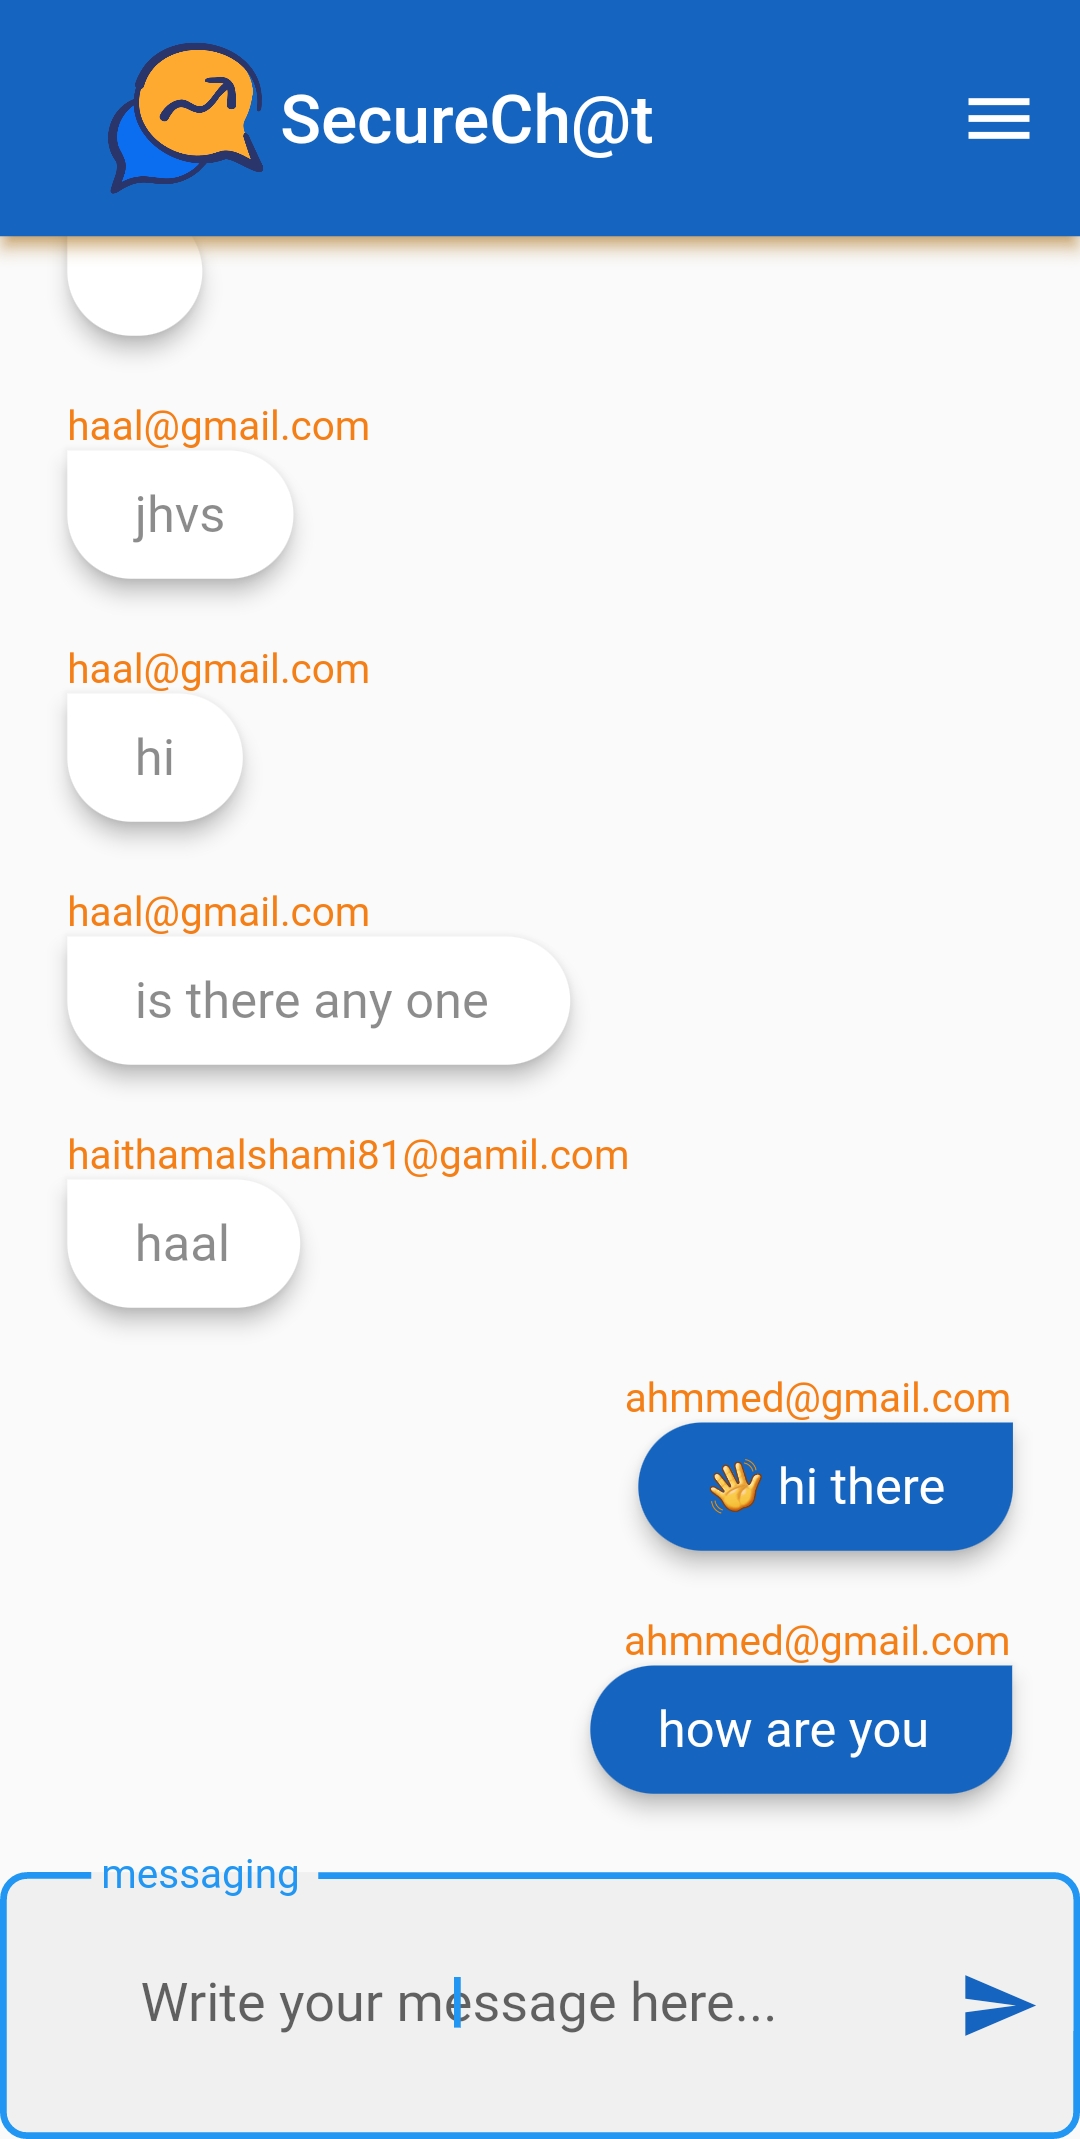 SecureCh@t
haal@gmail.com
jhvs
haal@gmail.com
hi
haal@gmail.com
is there any one
haithamalshami81@gamil.com
haal
ahmmed@gmail.com
👋 hi there
ahmmed@gmail.com
how are you
messaging
Write your message here...